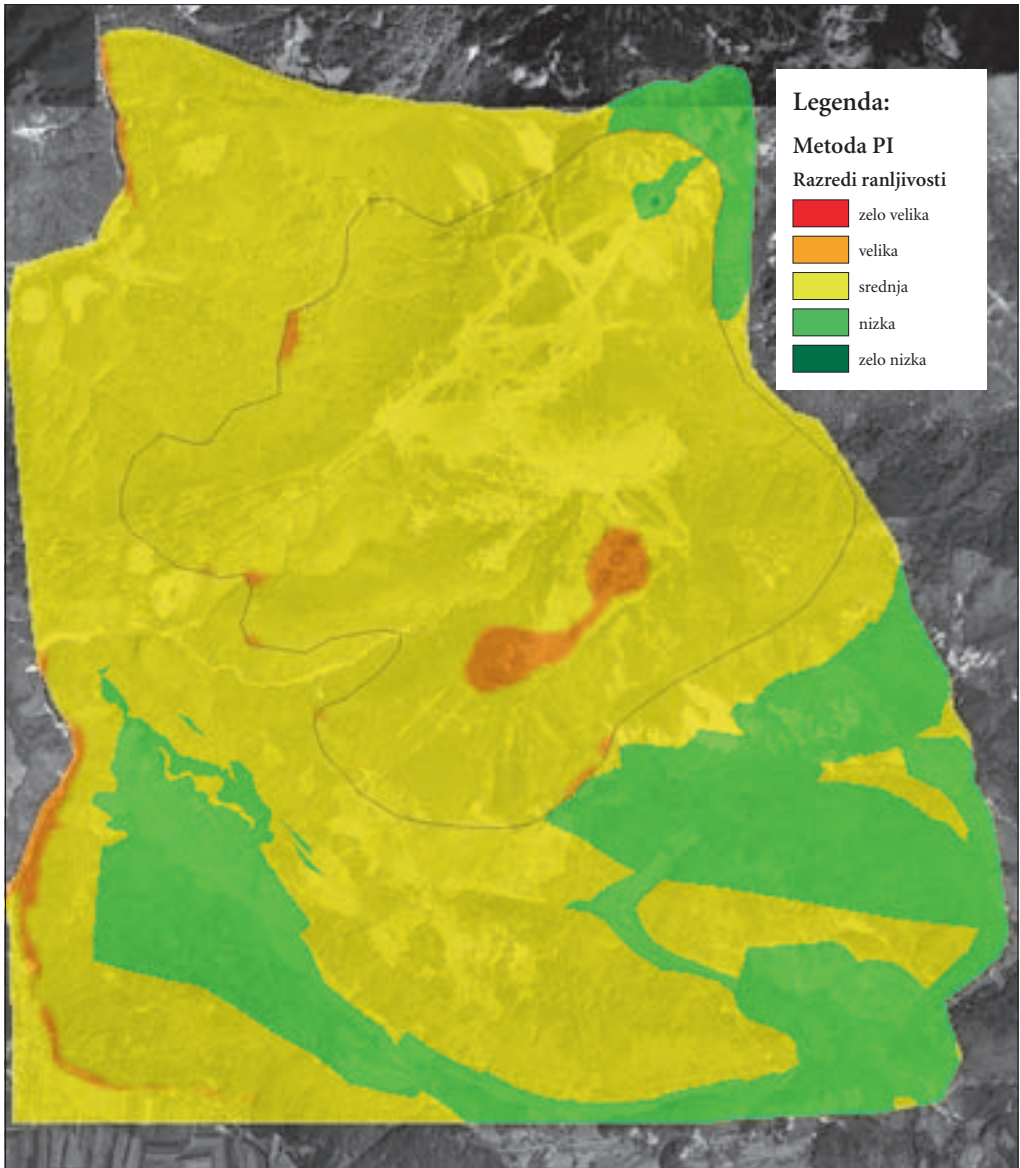 Legenda:
Metoda PI
Razredi ranljivosti
zelo velika
velika
srednja
nizka
zelo nizka